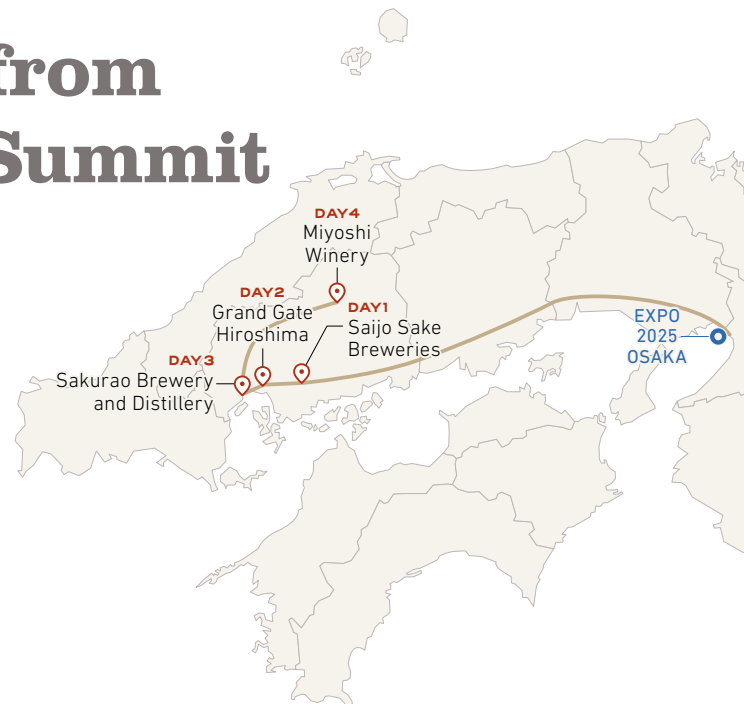 from
Summit
DAY4
Miyoshi
Winery
DAY2
Grand Gate
Hiroshima
DAY1
Saijo Sake
Breweries
DAY3
Sakurao Brewery
and Distillery
EXPO
2025
OSAKA